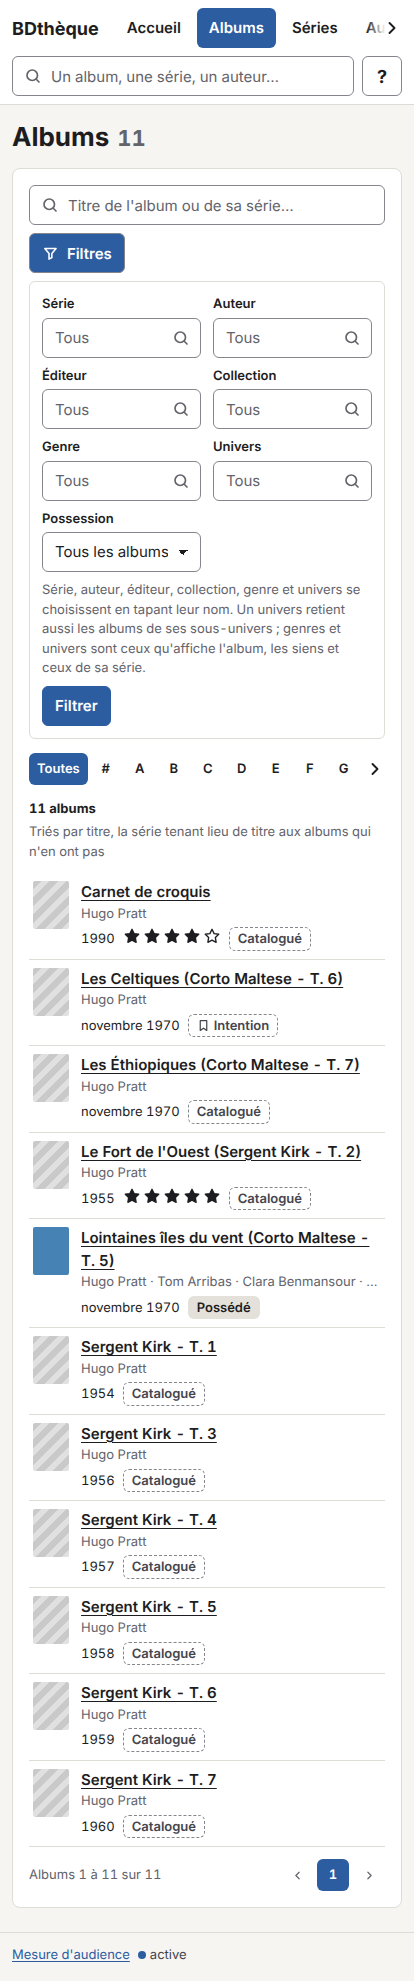 BDthèque Accueil Albums Séries
Un album, une série, un auteur... ?
Albums 11
Titre de l'album ou de sa série...
Filtres
Série Auteur
Tous Tous
Éditeur Collection
Tous Tous
Genre Univers
Tous Tous
Possession
Tous les albums
Série, auteur, éditeur, collection, genre et univers se
choisissent en tapant leur nom. Un univers retient
aussi les albums de ses sous-univers ; genres et
univers sont ceux qu'affiche l'album, les siens et
ceux de sa série.
Filtrer
Toutes # A B C D E F G
11 albums
Triés par titre, la série tenant lieu de titre aux albums qui
n'en ont pas
Carnet de croquis
Hugo Pratt
1990 Catalogué
Les Celtiques (Corto Maltese - T. 6)
Hugo Pratt
novembre 1970 Intention
Les Éthiopiques (Corto Maltese - T. 7)
Hugo Pratt
novembre 1970 Catalogué
Le Fort de l'Ouest (Sergent Kirk - T. 2)
Hugo Pratt
1955 Catalogué
Lointaines îles du vent (Corto Maltese -
T. 5)
Hugo Pratt · Tom Arribas · Clara Benmansour · ...
novembre 1970 Possédé
Sergent Kirk - T. 1
Hugo Pratt
1954 Catalogué
Sergent Kirk - T. 3
Hugo Pratt
1956 Catalogué
Sergent Kirk - T. 4
Hugo Pratt
1957 Catalogué
Sergent Kirk - T. 5
Hugo Pratt
1958 Catalogué
Sergent Kirk - T. 6
Hugo Pratt
1959 Catalogué
Sergent Kirk - T. 7
Hugo Pratt
1960 Catalogué
Albums 1 à 11 sur 11 ‹ 1 ›
Mesure d'audience active